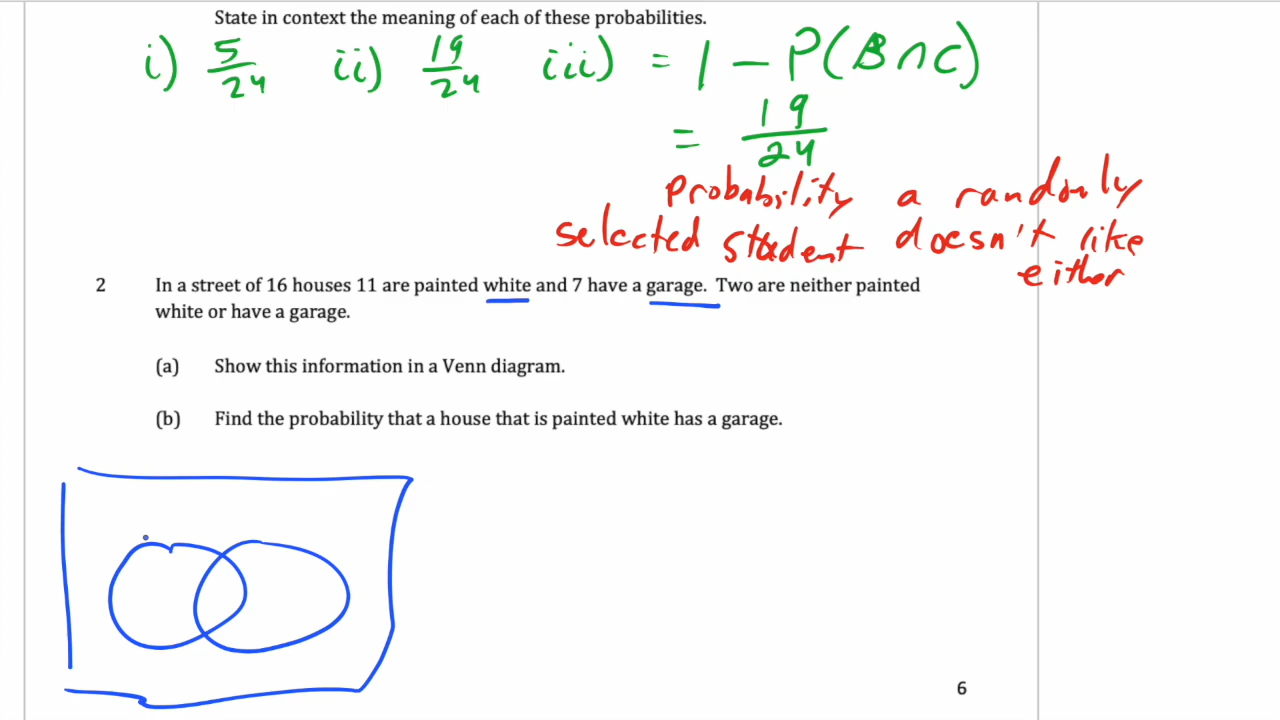 State in context the meaning of each of these probabilities.
i) 5/24 ii) 19/24 iii) = 1 - P(B∩C)
= 19/24
Probability a randonly
selected student doesn't like
either
2 In a street of 16 houses 11 are painted white and 7 have a garage. Two are neither painted
white or have a garage.
(a) Show this information in a Venn diagram.
(b) Find the probability that a house that is painted white has a garage.
6